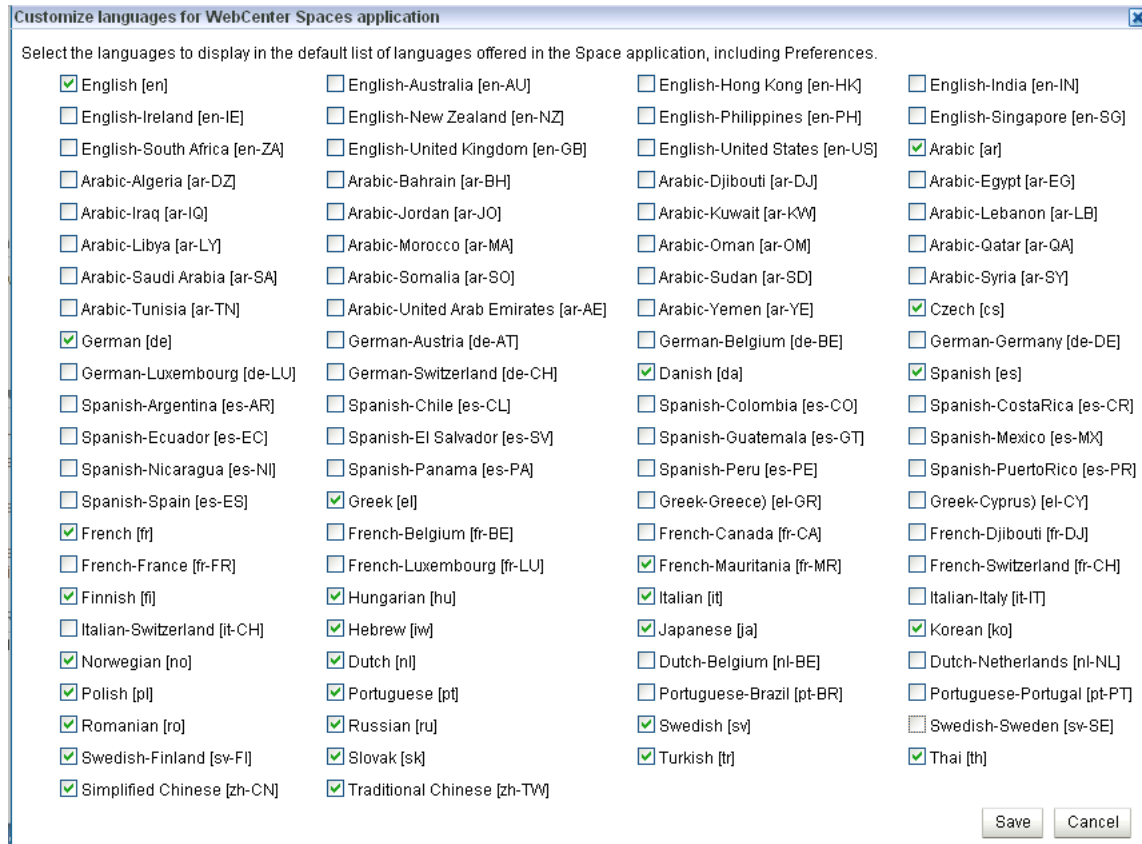 Customize languages for WebCenter Spaces application
Select the languages to display in the default list of languages offered in the Space application, including Preferences.
English [en] English-Australia [en-AU] English-Hong Kong [en-HK] English-India [en-IN]
English-Ireland [en-IE] English-New Zealand [en-NZ] English-Philippines [en-PH] English-Singapore [en-SG]
English-South Africa [en-ZA] English-United Kingdom [en-GB] English-United States [en-US] Arabic [ar]
Arabic-Algeria [ar-DZ] Arabic-Bahrain [ar-BH] Arabic-Djibouti [ar-DJ] Arabic-Egypt [ar-EG]
Arabic-Iraq [ar-IQ] Arabic-Jordan [ar-JO] Arabic-Kuwait [ar-KW] Arabic-Lebanon [ar-LB]
Arabic-Libya [ar-LY] Arabic-Morocco [ar-MA] Arabic-Oman [ar-OM] Arabic-Qatar [ar-QA]
Arabic-Saudi Arabia [ar-SA] Arabic-Somalia [ar-SO] Arabic-Sudan [ar-SD] Arabic-Syria [ar-SY]
Arabic-Tunisia [ar-TN] Arabic-United Arab Emirates [ar-AE] Arabic-Yemen [ar-YE] Czech [cs]
German [de] German-Austria [de-AT] German-Belgium [de-BE] German-Germany [de-DE]
German-Luxembourg [de-LU] German-Switzerland [de-CH] Danish [da] Spanish [es]
Spanish-Argentina [es-AR] Spanish-Chile [es-CL] Spanish-Colombia [es-CO] Spanish-CostaRica [es-CR]
Spanish-Ecuador [es-EC] Spanish-El Salvador [es-SV] Spanish-Guatemala [es-GT] Spanish-Mexico [es-MX]
Spanish-Nicaragua [es-NI] Spanish-Panama [es-PA] Spanish-Peru [es-PE] Spanish-PuertoRico [es-PR]
Spanish-Spain [es-ES] Greek [el] Greek-Greece) [el-GR] Greek-Cyprus) [el-CY]
French [fr] French-Belgium [fr-BE] French-Canada [fr-CA] French-Djibouti [fr-DJ]
French-France [fr-FR] French-Luxembourg [fr-LU] French-Mauritania [fr-MR] French-Switzerland [fr-CH]
Finnish [fi] Hungarian [hu] Italian [it] Italian-Italy [it-IT]
Italian-Switzerland [it-CH] Hebrew [iw] Japanese [ja] Korean [ko]
Norwegian [no] Dutch [nl] Dutch-Belgium [nl-BE] Dutch-Netherlands [nl-NL]
Polish [pl] Portuguese [pt] Portuguese-Brazil [pt-BR] Portuguese-Portugal [pt-PT]
Romanian [ro] Russian [ru] Swedish [sv] Swedish-Sweden [sv-SE]
Swedish-Finland [sv-FI] Slovak [sk] Turkish [tr] Thai [th]
Simplified Chinese [zh-CN] Traditional Chinese [zh-TW]
Save Cancel